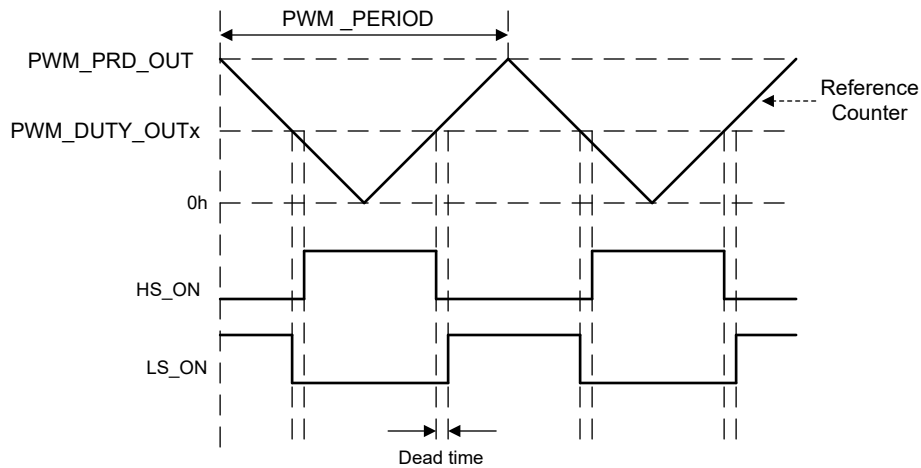 PWM _PERIOD
PWM_PRD_OUT
Reference
Counter
PWM_DUTY_OUTx
0h
HS_ON
LS_ON
Dead time